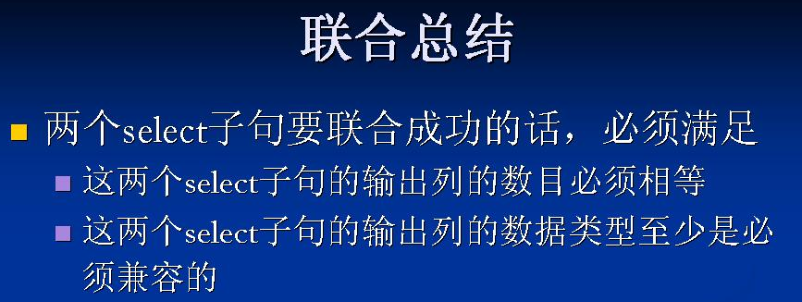 联合总结
两个select子句要联合成功的话，必须满足
这两个select子句的输出列的数目必须相等
这两个select子句的输出列的数据类型至少是必
须兼容的